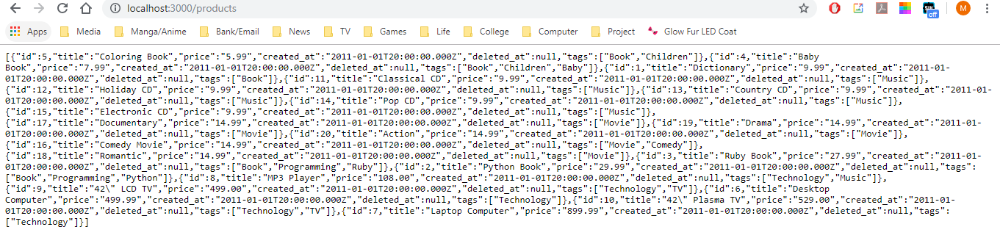 localhost:3000/products
SIM
off
M
Apps Media Manga/Anime Bank/Email News TV Games Life College Computer Project Glow Fur LED Coat
[{"id":5,"title":"Coloring Book","price":"5.99","created_at":"2011-01-01T20:00:00.000Z","deleted_at":null,"tags":["Book","Children"]},{"id":4,"title":"Baby
Book","price":"7.99","created_at":"2011-01-01T20:00:00.000Z","deleted_at":null,"tags":["Book","Children","Baby"]},{"id":1,"title":"Dictionary","price":"9.99","created_at":"2011-01-
01T20:00:00.000Z","deleted_at":null,"tags":["Book"]},{"id":11,"title":"Classical CD","price":"9.99","created_at":"2011-01-01T20:00:00.000Z","deleted_at":null,"tags":["Music"]},
{"id":12,"title":"Holiday CD","price":"9.99","created_at":"2011-01-01T20:00:00.000Z","deleted_at":null,"tags":["Music"]},{"id":13,"title":"Country CD","price":"9.99","created_at":"2011-01-
01T20:00:00.000Z","deleted_at":null,"tags":["Music"]},{"id":14,"title":"Pop CD","price":"9.99","created_at":"2011-01-01T20:00:00.000Z","deleted_at":null,"tags":["Music"]},
{"id":15,"title":"Electronic CD","price":"9.99","created_at":"2011-01-01T20:00:00.000Z","deleted_at":null,"tags":["Music"]},
{"id":17,"title":"Documentary","price":"14.99","created_at":"2011-01-01T20:00:00.000Z","deleted_at":null,"tags":["Movie"]},{"id":19,"title":"Drama","price":"14.99","created_at":"2011-01-
01T20:00:00.000Z","deleted_at":null,"tags":["Movie"]},{"id":20,"title":"Action","price":"14.99","created_at":"2011-01-01T20:00:00.000Z","deleted_at":null,"tags":["Movie"]},
{"id":16,"title":"Comedy Movie","price":"14.99","created_at":"2011-01-01T20:00:00.000Z","deleted_at":null,"tags":["Movie","Comedy"]},
{"id":18,"title":"Romantic","price":"14.99","created_at":"2011-01-01T20:00:00.000Z","deleted_at":null,"tags":["Movie"]},{"id":3,"title":"Ruby Book","price":"27.99","created_at":"2011-01-
01T20:00:00.000Z","deleted_at":null,"tags":["Book","Programming","Ruby"]},{"id":2,"title":"Python Book","price":"29.99","created_at":"2011-01-01T20:00:00.000Z","deleted_at":null,"tags":
["Book","Programming","Python"]},{"id":8,"title":"MP3 Player","price":"108.00","created_at":"2011-01-01T20:00:00.000Z","deleted_at":null,"tags":["Technology","Music"]},
{"id":9,"title":"42\" LCD TV","price":"499.00","created_at":"2011-01-01T20:00:00.000Z","deleted_at":null,"tags":["Technology","TV"]},{"id":6,"title":"Desktop
Computer","price":"499.99","created_at":"2011-01-01T20:00:00.000Z","deleted_at":null,"tags":["Technology"]},{"id":10,"title":"42\" Plasma TV","price":"529.00","created_at":"2011-01-
01T20:00:00.000Z","deleted_at":null,"tags":["Technology","TV"]},{"id":7,"title":"Laptop Computer","price":"899.99","created_at":"2011-01-01T20:00:00.000Z","deleted_at":null,"tags":
["Technology"]}]